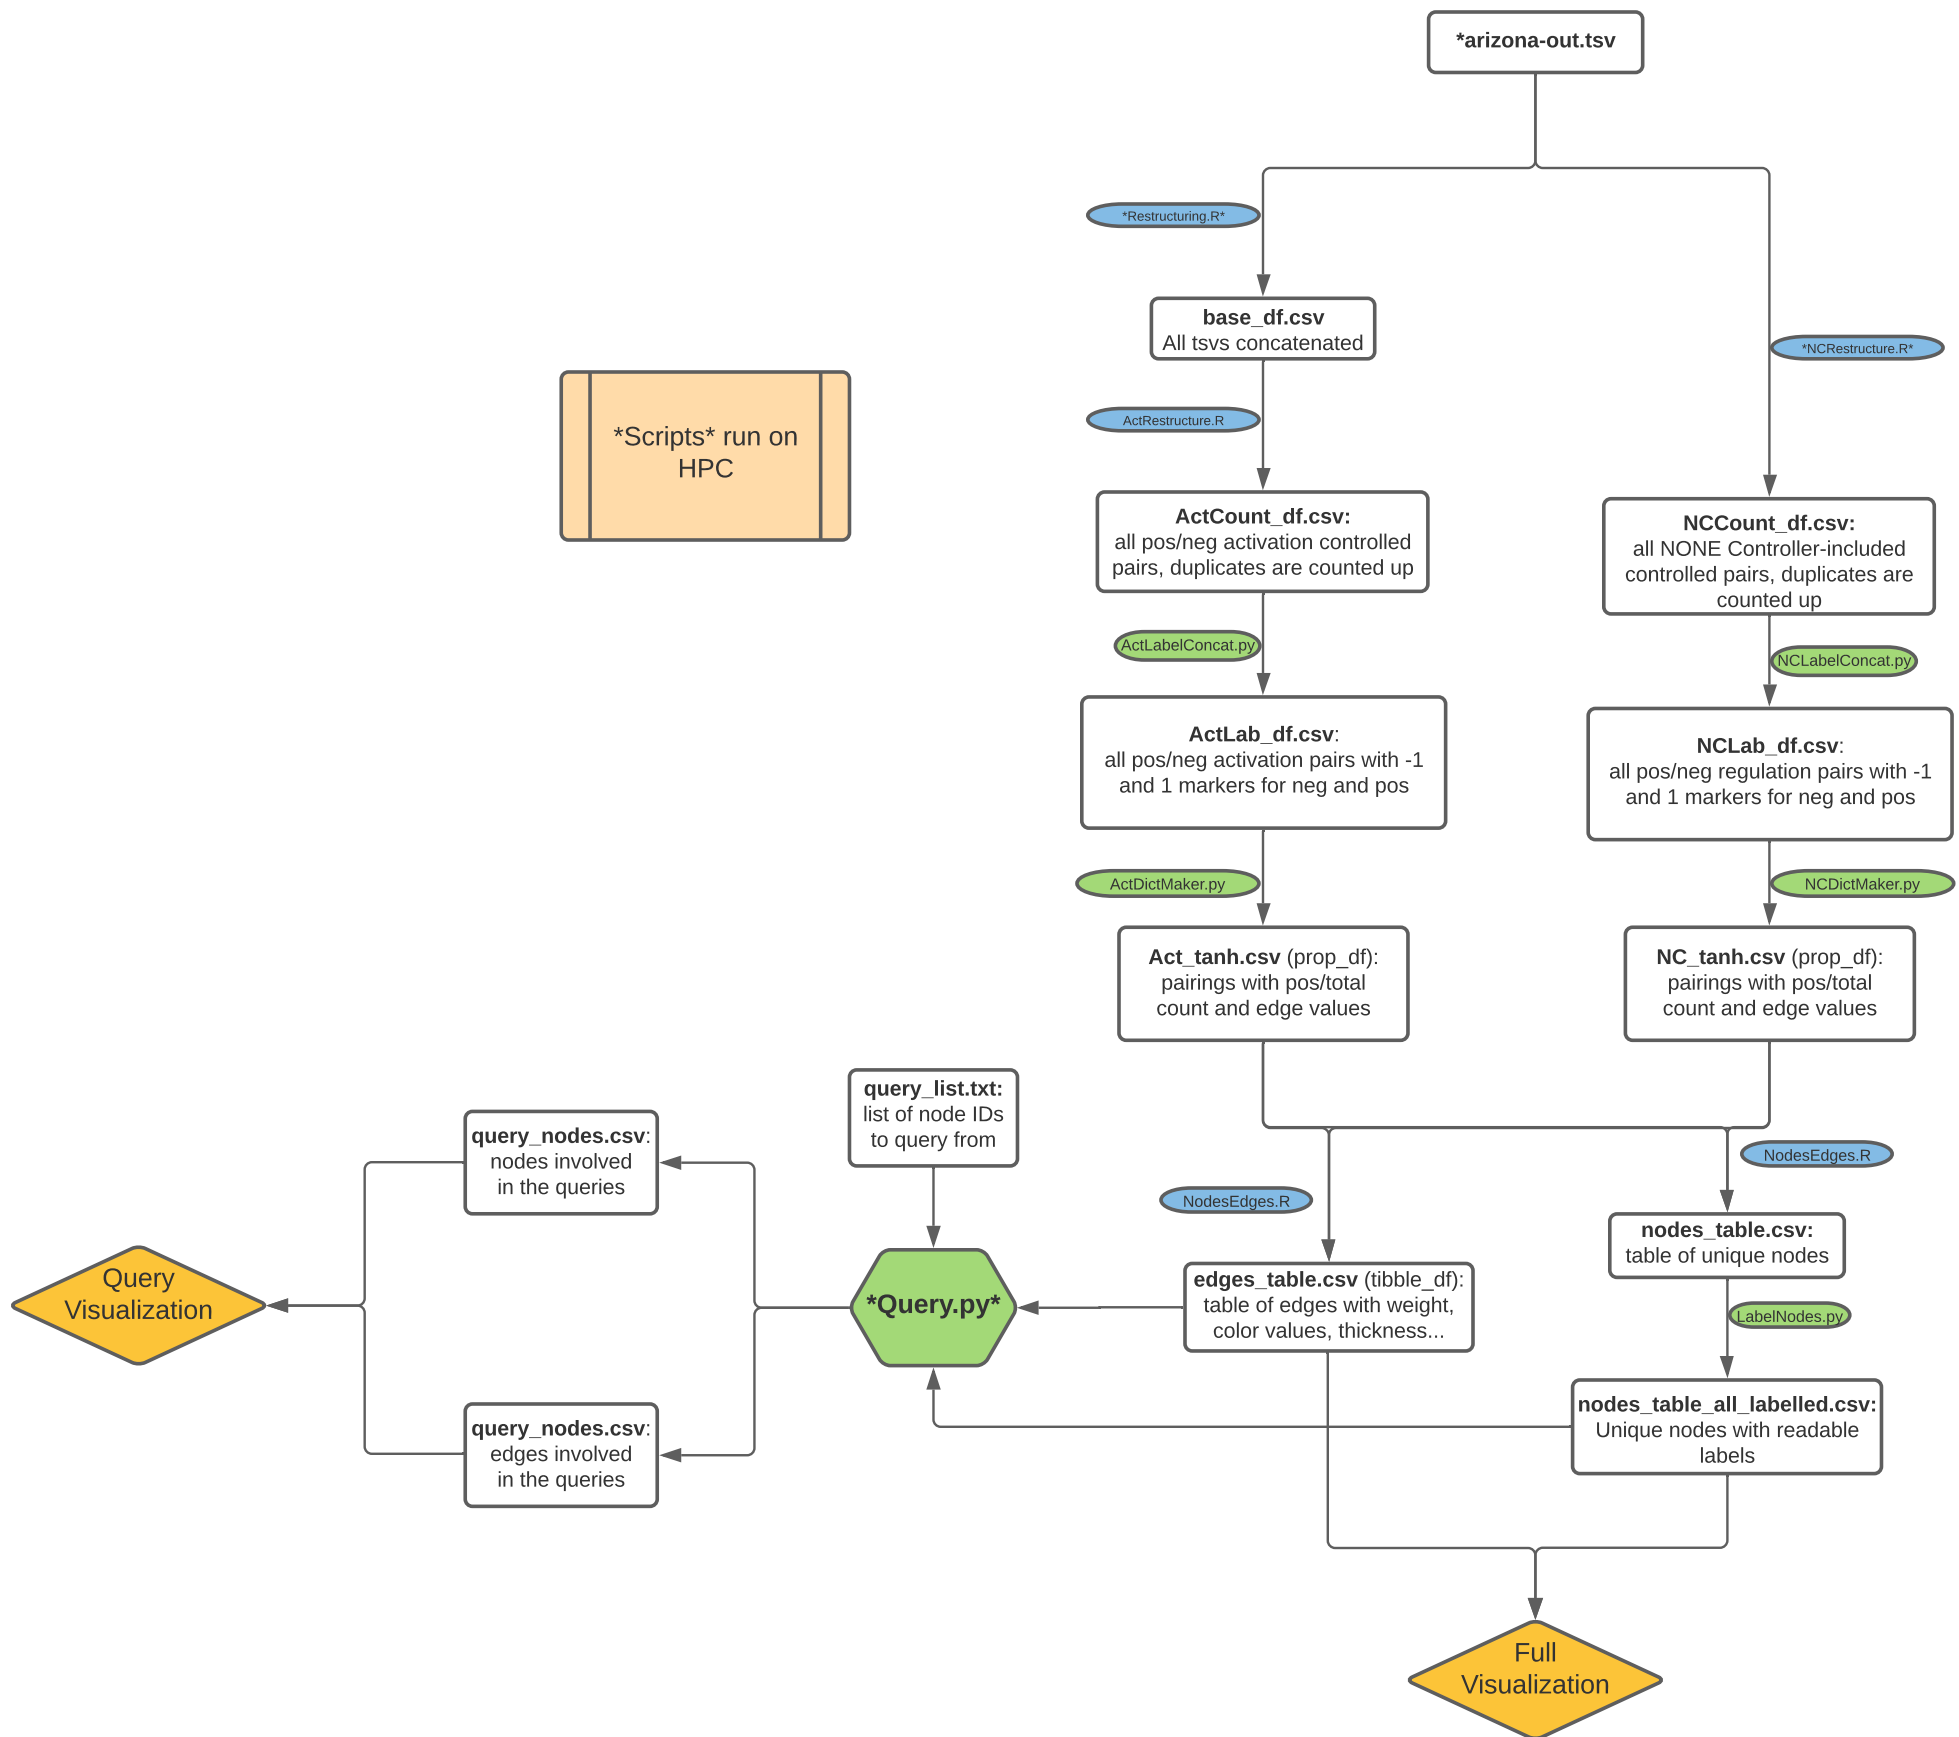 *arizona-out.tsv
*Restructuring.R*
base_df.csv
All tsvs concatenated
*NCRestructure.R*
ActRestructure.R
*Scripts* run on
HPC
ActCount_df.csv:
all pos/neg activation controlled
pairs, duplicates are counted up
NCCount_df.csv:
all NONE Controller-included
controlled pairs, duplicates are
counted up
ActLabelConcat.py
NCLabelConcat.py
ActLab_df.csv:
all pos/neg activation pairs with -1
and 1 markers for neg and pos
NCLab_df.csv:
all pos/neg regulation pairs with -1
and 1 markers for neg and pos
ActDictMaker.py
NCDictMaker.py
Act_tanh.csv (prop_df):
pairings with pos/total
count and edge values
NC_tanh.csv (prop_df):
pairings with pos/total
count and edge values
query_list.txt:
list of node IDs
to query from
query_nodes.csv:
nodes involved
in the queries
NodesEdges.R
NodesEdges.R
nodes_table.csv:
table of unique nodes
Query
Visualization
*Query.py*
edges_table.csv (tibble_df):
table of edges with weight,
color values, thickness...
LabelNodes.py
nodes_table_all_labelled.csv:
Unique nodes with readable
labels
query_nodes.csv:
edges involved
in the queries
Full
Visualization